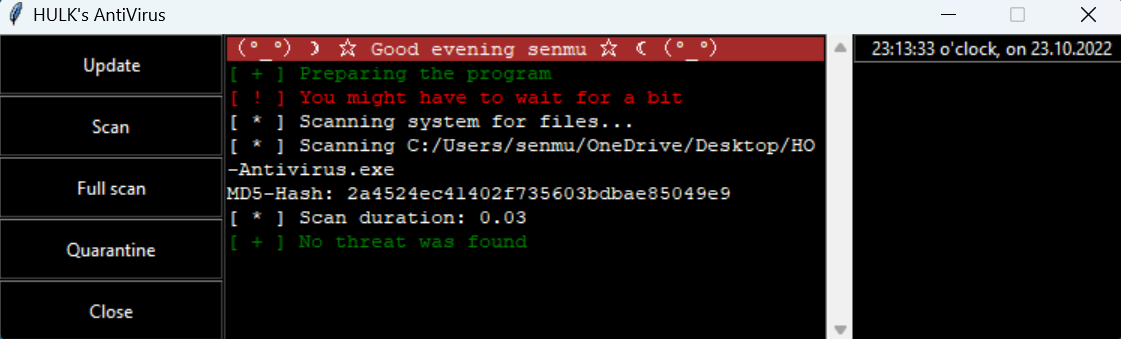 HULK's AntiVirus
Update
Scan
Full scan
Quarantine
Close
(°_°) ☽ ☆ Good evening senmu ☆ ☾ (°_°)
[ + ] Preparing the program
[ ! ] You might have to wait for a bit
[ * ] Scanning system for files...
[ * ] Scanning C:/Users/senmu/OneDrive/Desktop/HO
-Antivirus.exe
MD5-Hash: 2a4524ec41402f735603bdbae85049e9
[ * ] Scan duration: 0.03
[ + ] No threat was found
23:13:33 o'clock, on 23.10.2022